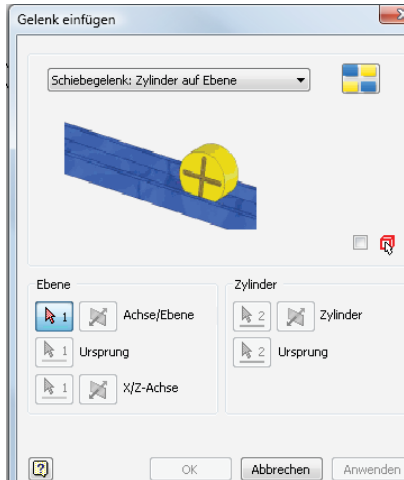 Gelenk einfügen
Schiebegelenk: Zylinder auf Ebene
Ebene
1 Achse/Ebene
1 Ursprung
1 X/Z-Achse
Zylinder
2 Zylinder
2 Ursprung
?
OK Abbrechen Anwenden